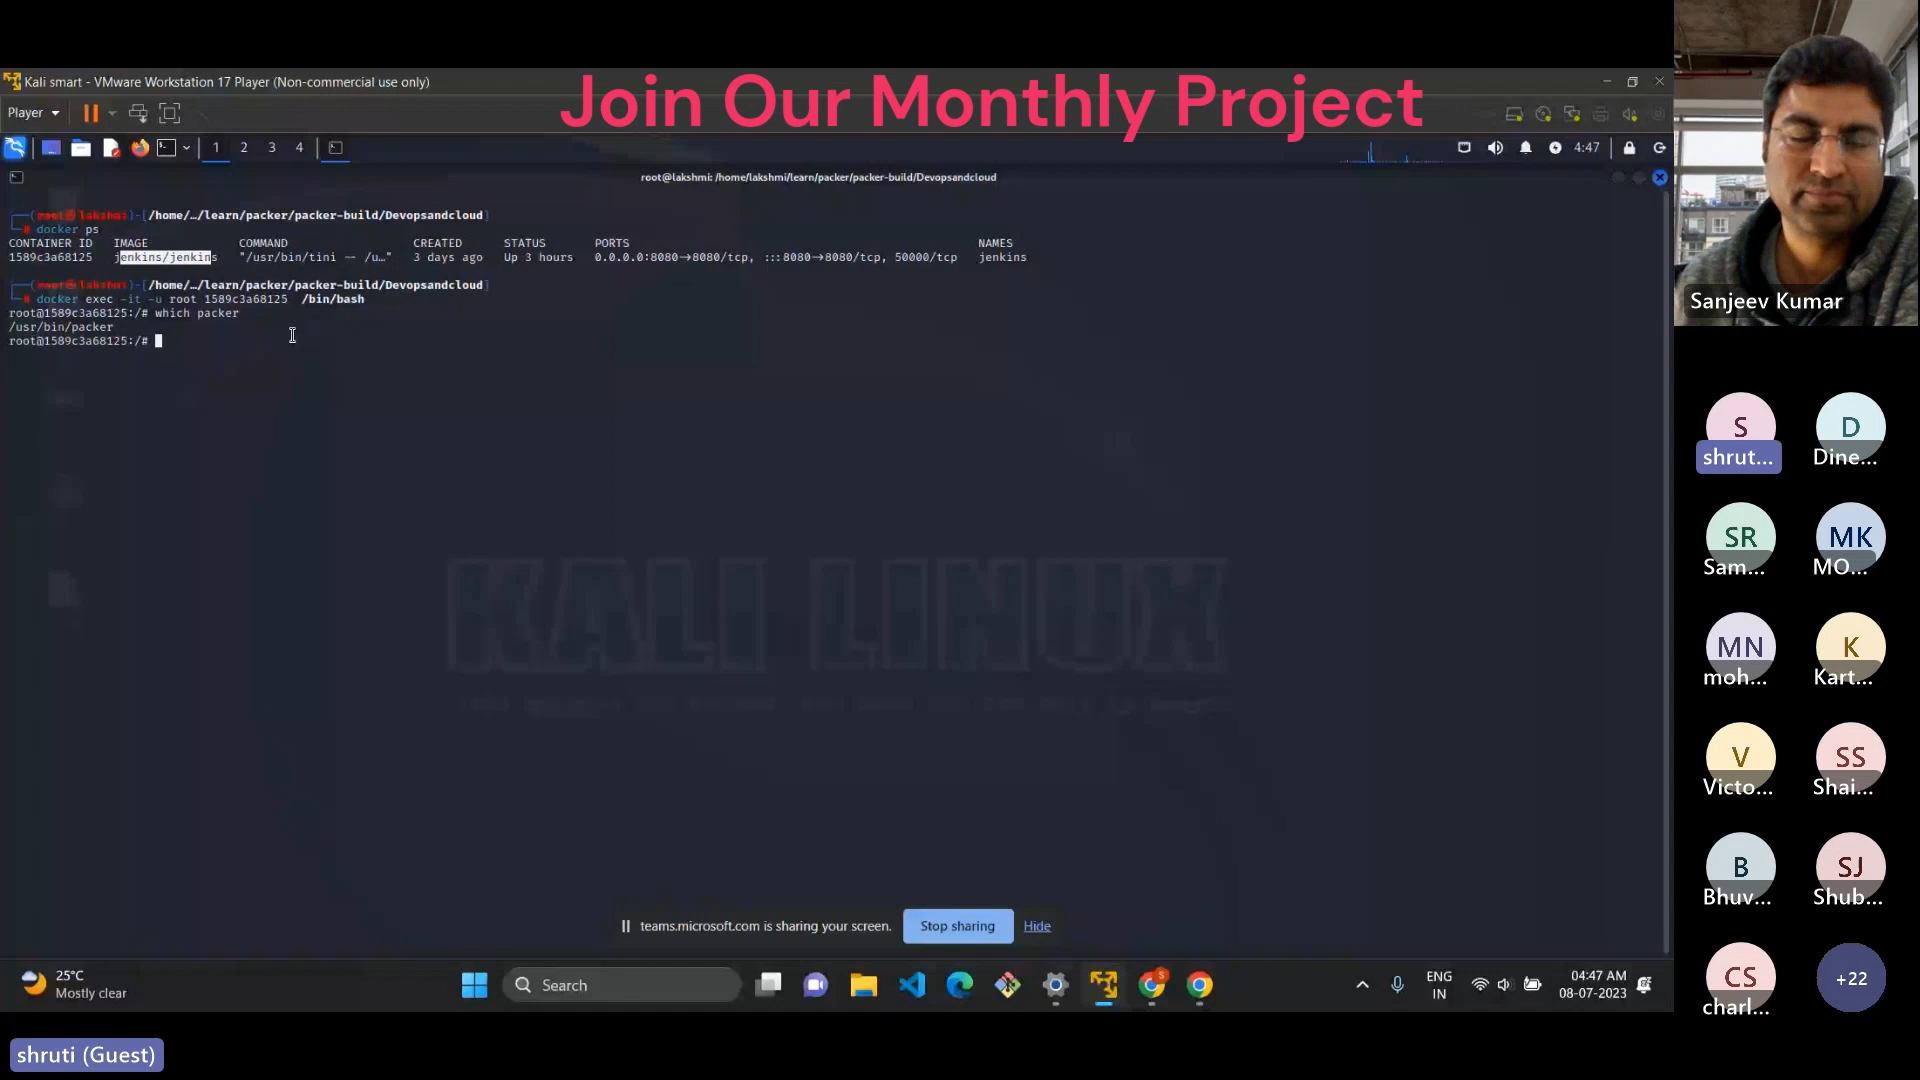 Join Our Monthly Project
Kali smart - VMware Workstation 17 Player (Non-commercial use only)
Player
1 2 3 4
4:47
root@lakshmi: /home/lakshmi/learn/packer/packer-build/Devopsandcloud
(root@lakshmi)-[/home/…/learn/packer/packer-build/Devopsandcloud]
# docker ps
CONTAINER ID IMAGE COMMAND CREATED STATUS PORTS NAMES
1589c3a68125 jenkins/jenkins "/usr/bin/tini -- /u…" 3 days ago Up 3 hours 0.0.0.0:8080→8080/tcp, :::8080→8080/tcp, 50000/tcp jenkins
(root@lakshmi)-[/home/…/learn/packer/packer-build/Devopsandcloud]
# docker exec -it -u root 1589c3a68125 /bin/bash
root@1589c3a68125:/# which packer
/usr/bin/packer
root@1589c3a68125:/#
KALI LINUX
teams.microsoft.com is sharing your screen. Stop sharing Hide
25°C
Mostly clear
Search
ENG
IN
04:47 AM
08-07-2023
Sanjeev Kumar
S D
shrut... Dine...
SR MK
Sam... MO...
MN K
moh... Kart...
V SS
Victo... Shai...
B SJ
Bhuv... Shub...
CS +22
charl...
shruti (Guest)